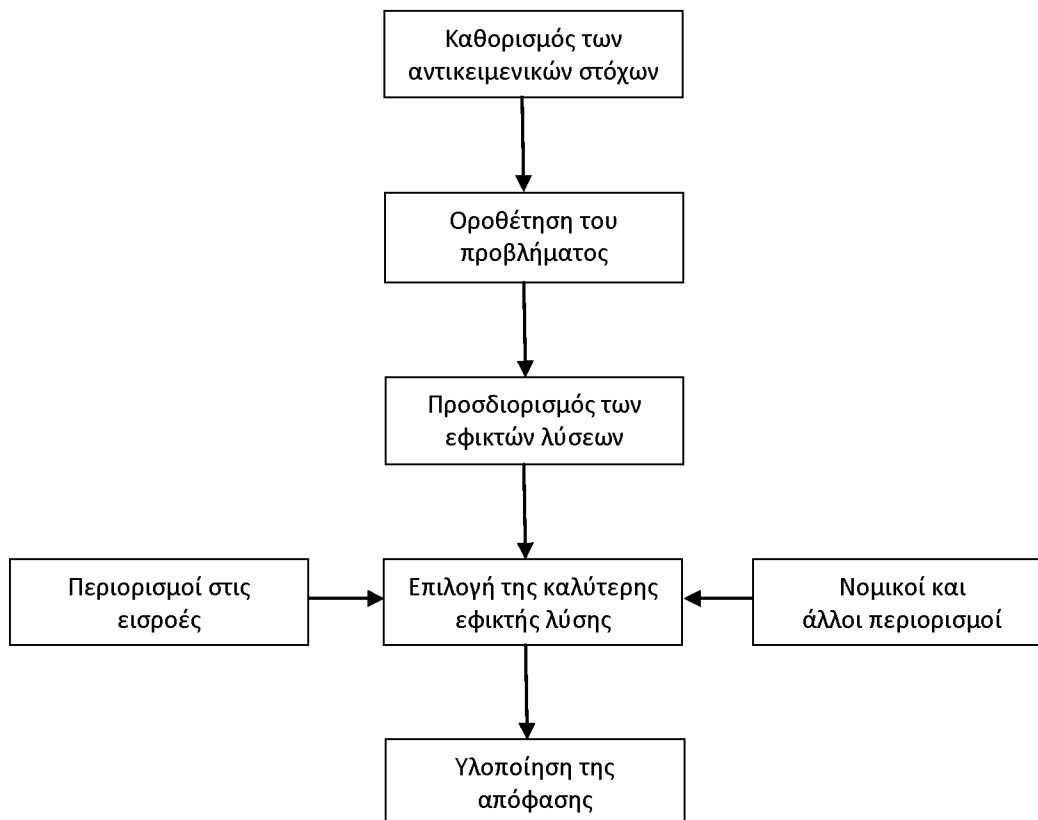 Καθορισμός των
αντικειμενικών στόχων
Οροθέτηση του
προβλήματος
Προσδιορισμός των
εφικτών λύσεων
Περιορισμοί στις
εισροές
Επιλογή της καλύτερης
εφικτής λύσης
Νομικοί και
άλλοι περιορισμοί
Υλοποίηση της
απόφασης